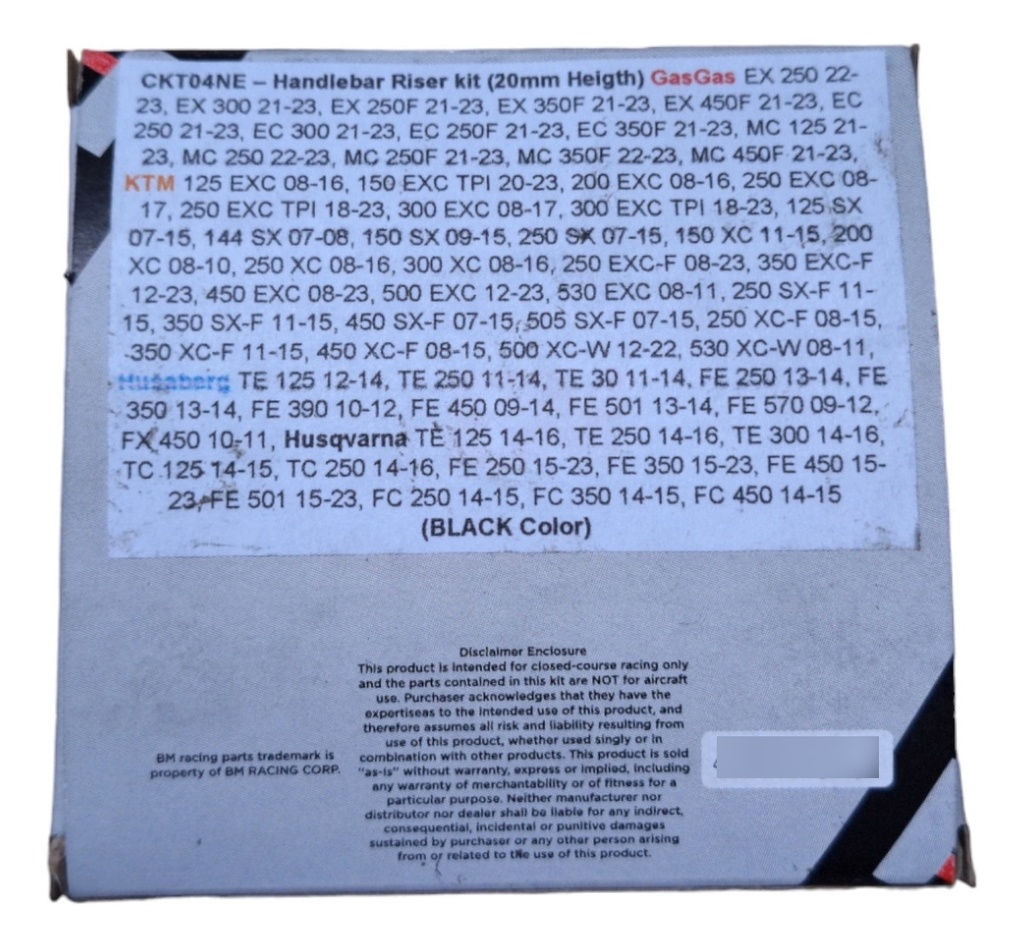 CKT04NE – Handlebar Riser kit (20mm Heigth) GasGas EX 250 22-
23, EX 300 21-23, EX 250F 21-23, EX 350F 21-23, EX 450F 21-23, EC
250 21-23, EC 300 21-23, EC 250F 21-23, EC 350F 21-23, MC 125 21-
23, MC 250 22-23, MC 250F 21-23, MC 350F 22-23, MC 450F 21-23,
KTM 125 EXC 08-16, 150 EXC TPI 20-23, 200 EXC 08-16, 250 EXC 08-
17, 250 EXC TPI 18-23, 300 EXC 08-17, 300 EXC TPI 18-23, 125 SX
07-15, 144 SX 07-08, 150 SX 09-15, 250 SX 07-15, 150 XC 11-15, 200
XC 08-10, 250 XC 08-16, 300 XC 08-16, 250 EXC-F 08-23, 350 EXC-F
12-23, 450 EXC 08-23, 500 EXC 12-23, 530 EXC 08-11, 250 SX-F 11-
15, 350 SX-F 11-15, 450 SX-F 07-15, 505 SX-F 07-15, 250 XC-F 08-15,
350 XC-F 11-15, 450 XC-F 08-15, 500 XC-W 12-22, 530 XC-W 08-11,
Husaberg TE 125 12-14, TE 250 11-14, TE 30 11-14, FE 250 13-14, FE
350 13-14, FE 390 10-12, FE 450 09-14, FE 501 13-14, FE 570 09-12,
FX 450 10-11, Husqvarna TE 125 14-16, TE 250 14-16, TE 300 14-16,
TC 125 14-15, TC 250 14-16, FE 250 15-23, FE 350 15-23, FE 450 15-
23, FE 501 15-23, FC 250 14-15, FC 350 14-15, FC 450 14-15
(BLACK Color)
Disclaimer Enclosure
This product is intended for closed-course racing only
and the parts contained in this kit are NOT for aircraft
use. Purchaser acknowledges that they have the
expertiseas to the intended use of this product, and
therefore assumes all risk and liability resulting from
use of this product, whether used singly or in
combination with other products. This product is sold
"as-is" without warranty, express or implied, including
any warranty of merchantability or of fitness for a
particular purpose. Neither manufacturer nor
distributor nor dealer shall be liable for any indirect,
consequential, incidental or punitive damages
sustained by purchaser or any other person arising
from or related to the use of this product.
BM racing parts trademark is
property of BM RACING CORP.